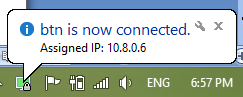 btn is now connected.
Assigned IP: 10.8.0.6
ENG 6:57 PM